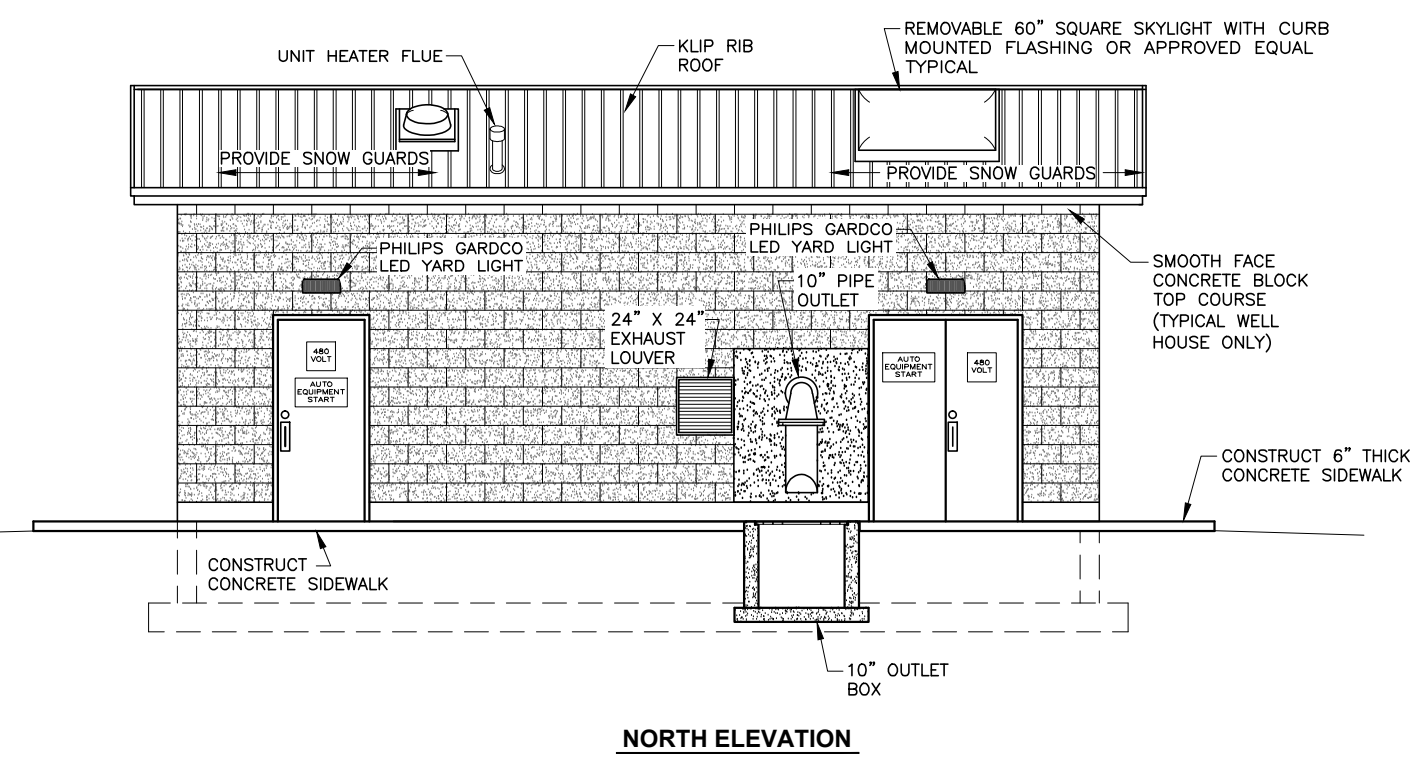 REMOVABLE 60” SQUARE SKYLIGHT WITH CURB
MOUNTED FLASHING OR APPROVED EQUAL
TYPICAL
UNIT HEATER FLUE
KLIP RIB
ROOF
PROVIDE SNOW GUARDS
PROVIDE SNOW GUARDS
PHILIPS GARDCO
LED YARD LIGHT
PHILIPS GARDCO
LED YARD LIGHT
10” PIPE
OUTLET
24” X 24”
EXHAUST
LOUVER
SMOOTH FACE
CONCRETE BLOCK
TOP COURSE
(TYPICAL WELL
HOUSE ONLY)
480
VOLT
AUTO
EQUIPMENT
START
AUTO
EQUIPMENT
START
480
VOLT
CONSTRUCT 6” THICK
CONCRETE SIDEWALK
CONSTRUCT
CONCRETE SIDEWALK
10” OUTLET
BOX
NORTH ELEVATION